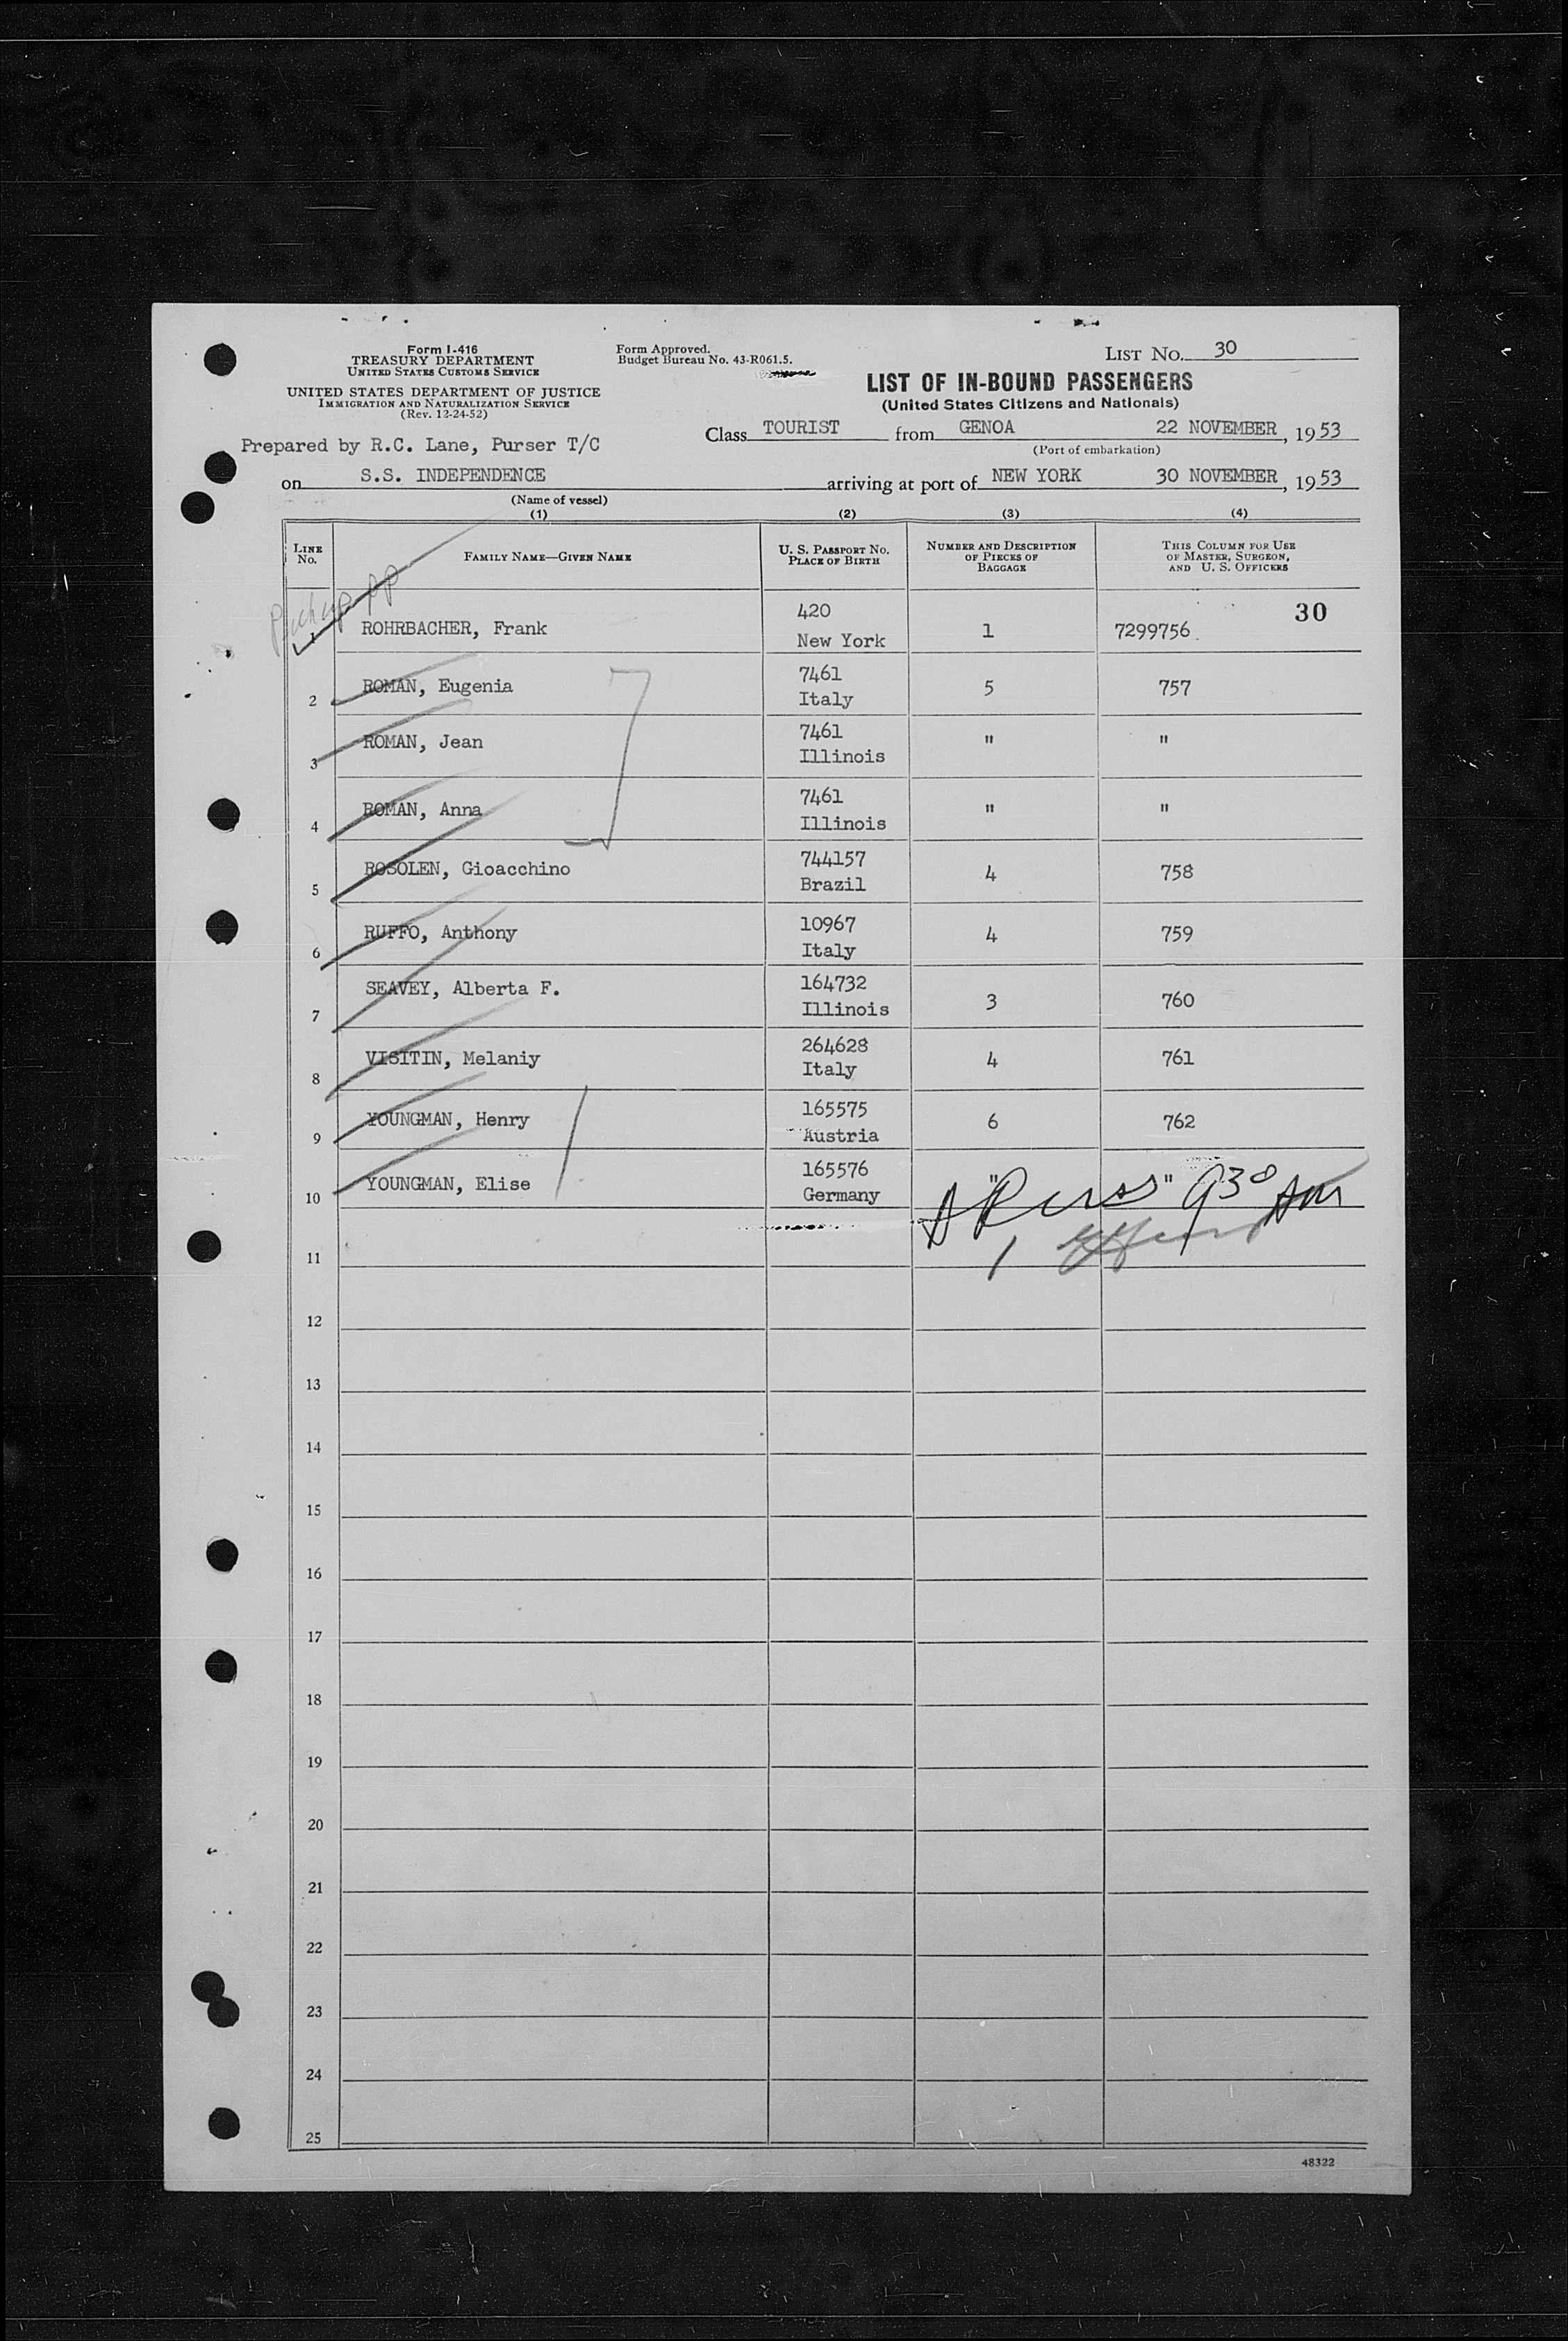 Form I-416
TREASURY DEPARTMENT
UNITED STATES CUSTOMS SERVICE
UNITED STATES DEPARTMENT OF JUSTICE
IMMIGRATION AND NATURALIZATION SERVICE
(Rev. 12-24-52)
Form Approved.
Budget Bureau No. 43-R061.5.
LIST NO. 30
LIST OF IN-BOUND PASSENGERS
(United States Citizens and Nationals)
Prepared by R.C. Lane, Purser T/C
Class TOURIST from GENOA 22 NOVEMBER, 1953
(Port of embarkation)
on S.S. INDEPENDENCE arriving at port of NEW YORK 30 NOVEMBER, 1953
(Name of vessel)
(1) (2) (3) (4)
LINE NO. FAMILY NAME—GIVEN NAME U. S. PASSPORT NO. PLACE OF BIRTH NUMBER AND DESCRIPTION OF PIECES OF BAGGAGE THIS COLUMN FOR USE OF MASTER, SURGEON, AND U. S. OFFICERS
Pickup PP
30
1 ROHRBACHER, Frank 420 New York 1 7299756
2 ROMAN, Eugenia 7461 Italy 5 757
3 ROMAN, Jean 7461 Illinois " "
4 ROMAN, Anna 7461 Illinois " "
5 ROSOLEN, Gioacchino 744157 Brazil 4 758
6 RUFFO, Anthony 10967 Italy 4 759
7 SEAVEY, Alberta F. 164732 Illinois 3 760
8 VISITIN, Melaniy 264628 Italy 4 761
9 YOUNGMAN, Henry 165575 Austria 6 762
10 YOUNGMAN, Elise 165576 Germany " "
930 AM
11
12
13
14
15
16
17
18
19
20
21
22
23
24
25
48322